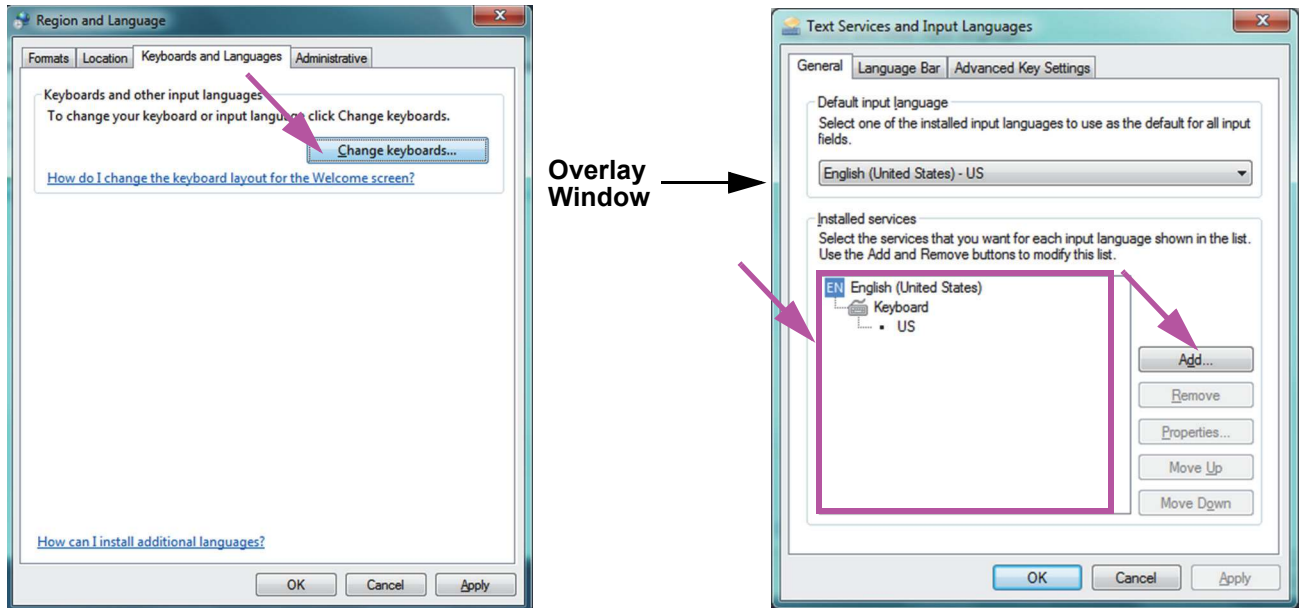 Region and Language
Formats Location Keyboards and Languages Administrative
Keyboards and other input languages
To change your keyboard or input language click Change keyboards.
Change keyboards...
How do I change the keyboard layout for the Welcome screen?
How can I install additional languages?
OK Cancel Apply
Overlay
Window
Text Services and Input Languages
General Language Bar Advanced Key Settings
Default input language
Select one of the installed input languages to use as the default for all input
fields.
English (United States) - US
Installed services
Select the services that you want for each input language shown in the list.
Use the Add and Remove buttons to modify this list.
EN English (United States)
Keyboard
US
Add...
Remove
Properties...
Move Up
Move Down
OK Cancel Apply